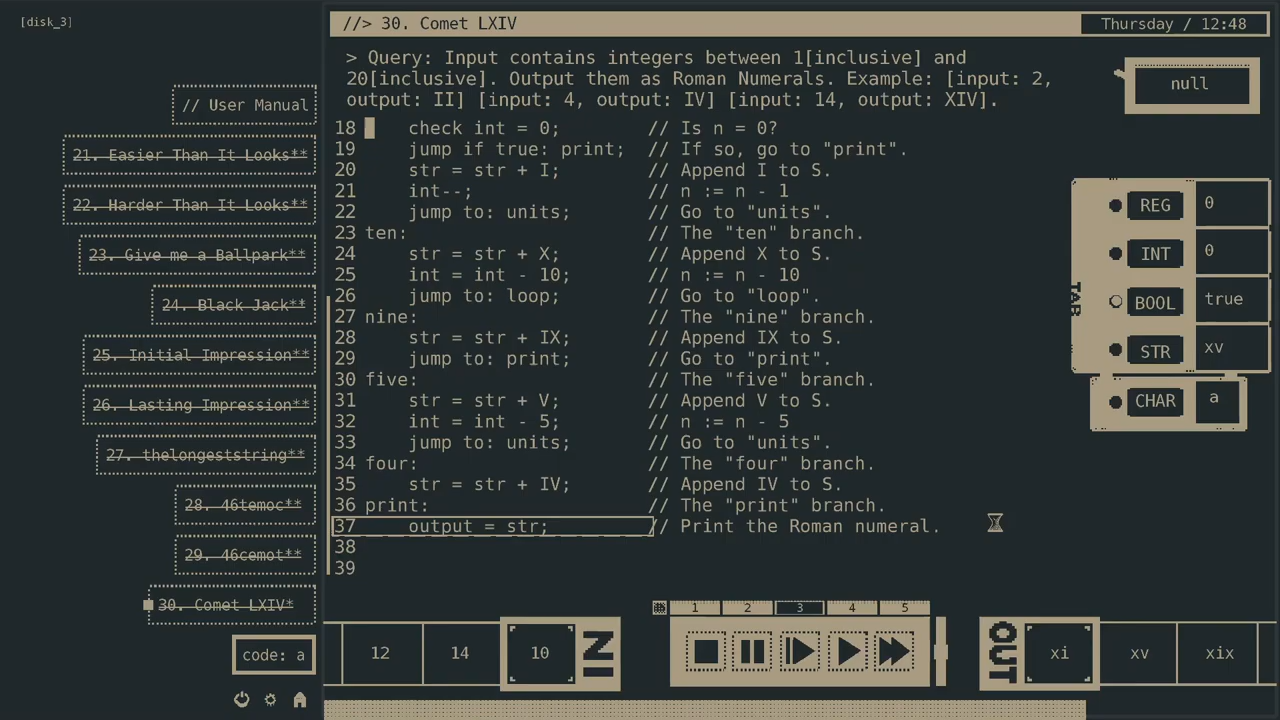 [disk_3]
// User Manual
21. Easier Than It Looks**
22. Harder Than It Looks**
23. Give me a Ballpark**
24. Black Jack**
25. Initial Impression**
26. Lasting Impression**
27. thelongeststring**
28. 46temoc**
29. 46cemot**
30. Comet LXIV*
code: a
//> 30. Comet LXIV
Thursday / 12:48
> Query: Input contains integers between 1[inclusive] and
20[inclusive]. Output them as Roman Numerals. Example: [input: 2,
output: II] [input: 4, output: IV] [input: 14, output: XIV].
18 check int = 0; // Is n = 0?
19 jump if true: print; // If so, go to "print".
20 str = str + I; // Append I to S.
21 int--; // n := n - 1
22 jump to: units; // Go to "units".
23 ten: // The "ten" branch.
24 str = str + X; // Append X to S.
25 int = int - 10; // n := n - 10
26 jump to: loop; // Go to "loop".
27 nine: // The "nine" branch.
28 str = str + IX; // Append IX to S.
29 jump to: print; // Go to "print".
30 five: // The "five" branch.
31 str = str + V; // Append V to S.
32 int = int - 5; // n := n - 5
33 jump to: units; // Go to "units".
34 four: // The "four" branch.
35 str = str + IV; // Append IV to S.
36 print: // The "print" branch.
37 output = str; // Print the Roman numeral.
38
39
null
TAB
REG 0
INT 0
BOOL true
STR xv
CHAR a
1 2 3 4 5
12 14 10 IN
OUT xi xv xix